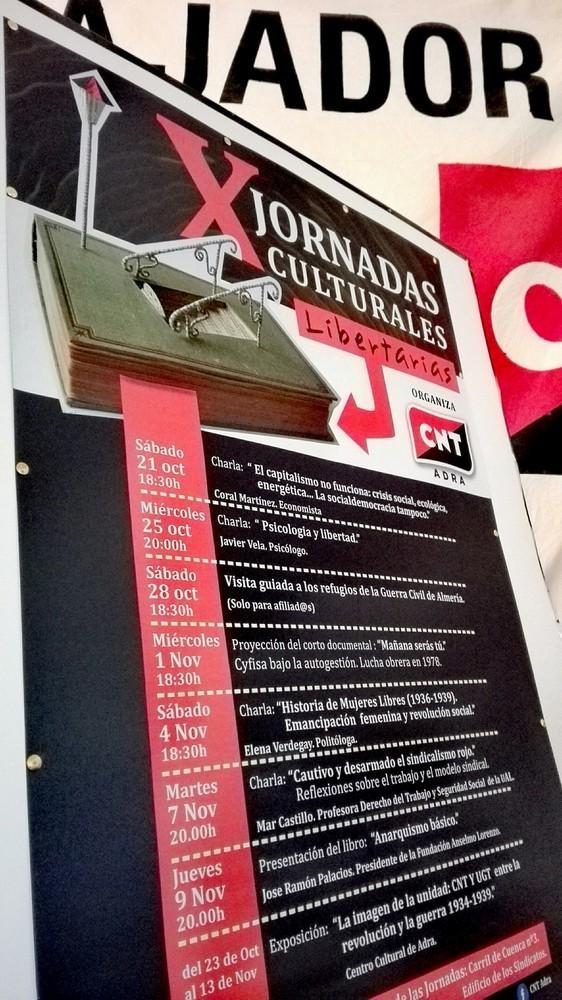 AJADOR
X JORNADAS
CULTURALES
Libertarias
ORGANIZA
CNT
ADRA
Sábado
21 oct
18:30h
Charla: “ El capitalismo no funciona: crisis social, ecológica,
energética... La socialdemocracia tampoco.”
Coral Martínez. Economista
Miércoles
25 oct
20:00h
Charla: “ Psicologia y libertad.”
Javier Vela. Psicólogo.
Sábado
28 oct
18:30h
Visita guiada a los refugios de la Guerra Civil de Almería.
(Solo para afiliad@s)
Miércoles
1 Nov
18:30h
Proyección del corto documental : “Mañana serás tú.”
Cyfisa bajo la autogestión. Lucha obrera en 1978.
Sábado
4 Nov
18:30h
Charla: “Historia de Mujeres Libres (1936-1939).
Emancipación femenina y revolución social.”
Elena Verdegay. Politóloga.
Martes
7 Nov
20.00h
Charla: “Cautivo y desarmado el sindicalismo rojo.”
Reflexiones sobre el trabajo y el modelo sindical.
Mar Castillo. Profesora Derecho del Trabajo y Seguridad Social de la UAL.
Jueves
9 Nov
20.00h
Presentación del libro: “Anarquismo básico.”
Jose Ramón Palacios. Presidente de la Fundación Anselmo Lorenzo.
del 23 de Oct
al 13 de Nov
Exposición: “La imagen de la unidad: CNT Y UGT entre la
revolución y la guerra 1934-1939.”
Centro Cultural de Adra.
de las Jornadas: Carril de Cuenca nº3.
Edificio de los Sindicatos.
CNT Adra